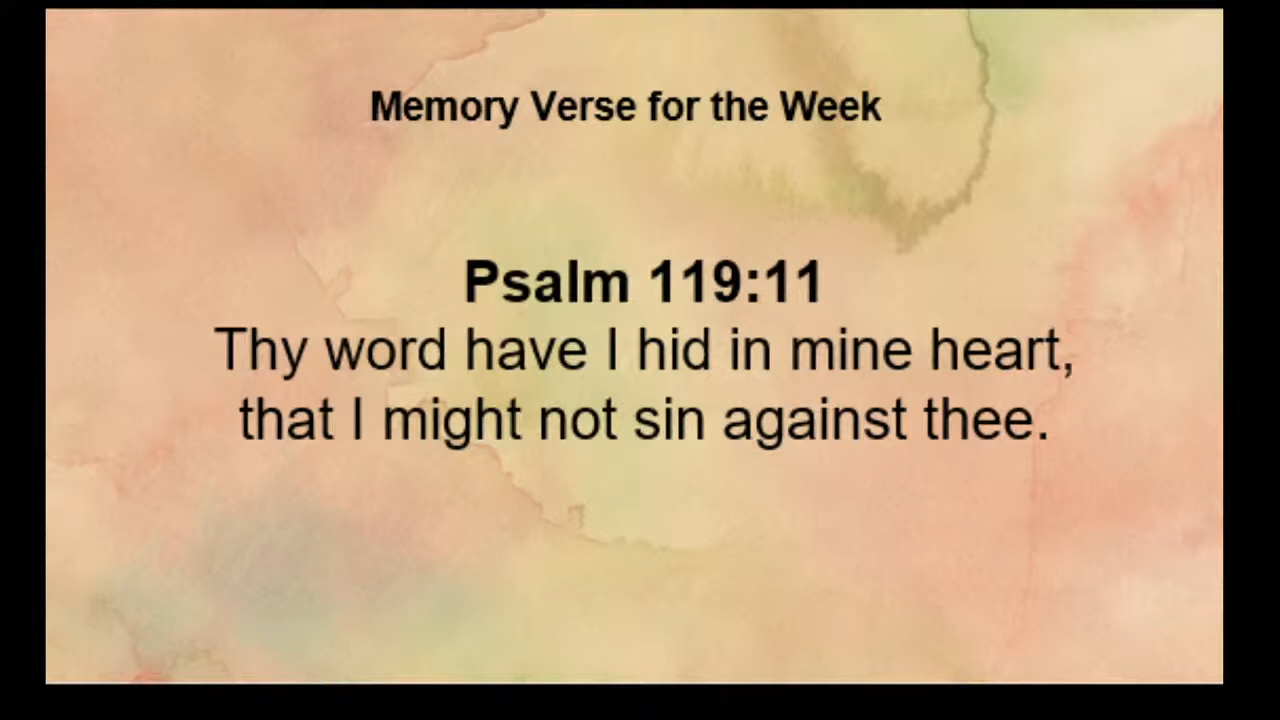 Memory Verse for the Week
Psalm 119:11
Thy word have I hid in mine heart,
that I might not sin against thee.